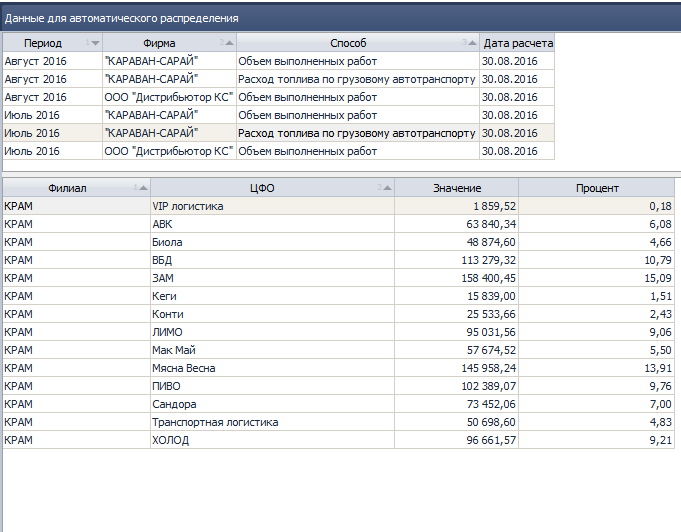 Данные для автоматического распределения
Период 1 Фирма 2 Способ 3 Дата расчета
Август 2016 "КАРАВАН-САРАЙ" Объем выполненных работ 30.08.2016
Август 2016 "КАРАВАН-САРАЙ" Расход топлива по грузовому автотранспорту 30.08.2016
Август 2016 ООО "Дистрибьютор КС" Объем выполненных работ 30.08.2016
Июль 2016 "КАРАВАН-САРАЙ" Объем выполненных работ 30.08.2016
Июль 2016 "КАРАВАН-САРАЙ" Расход топлива по грузовому автотранспорту 30.08.2016
Июль 2016 ООО "Дистрибьютор КС" Объем выполненных работ 30.08.2016
Филиал 1 ЦФО 2 Значение Процент
КРАМ VIP логистика 1 859,52 0,18
КРАМ АВК 63 840,34 6,08
КРАМ Биола 48 874,60 4,66
КРАМ ВБД 113 279,32 10,79
КРАМ ЗАМ 158 400,45 15,09
КРАМ Кеги 15 839,00 1,51
КРАМ Конти 25 533,66 2,43
КРАМ ЛИМО 95 031,56 9,06
КРАМ Мак Май 57 674,52 5,50
КРАМ Мясна Весна 145 958,24 13,91
КРАМ ПИВО 102 389,07 9,76
КРАМ Сандора 73 452,06 7,00
КРАМ Транспортная логистика 50 698,60 4,83
КРАМ ХОЛОД 96 661,57 9,21